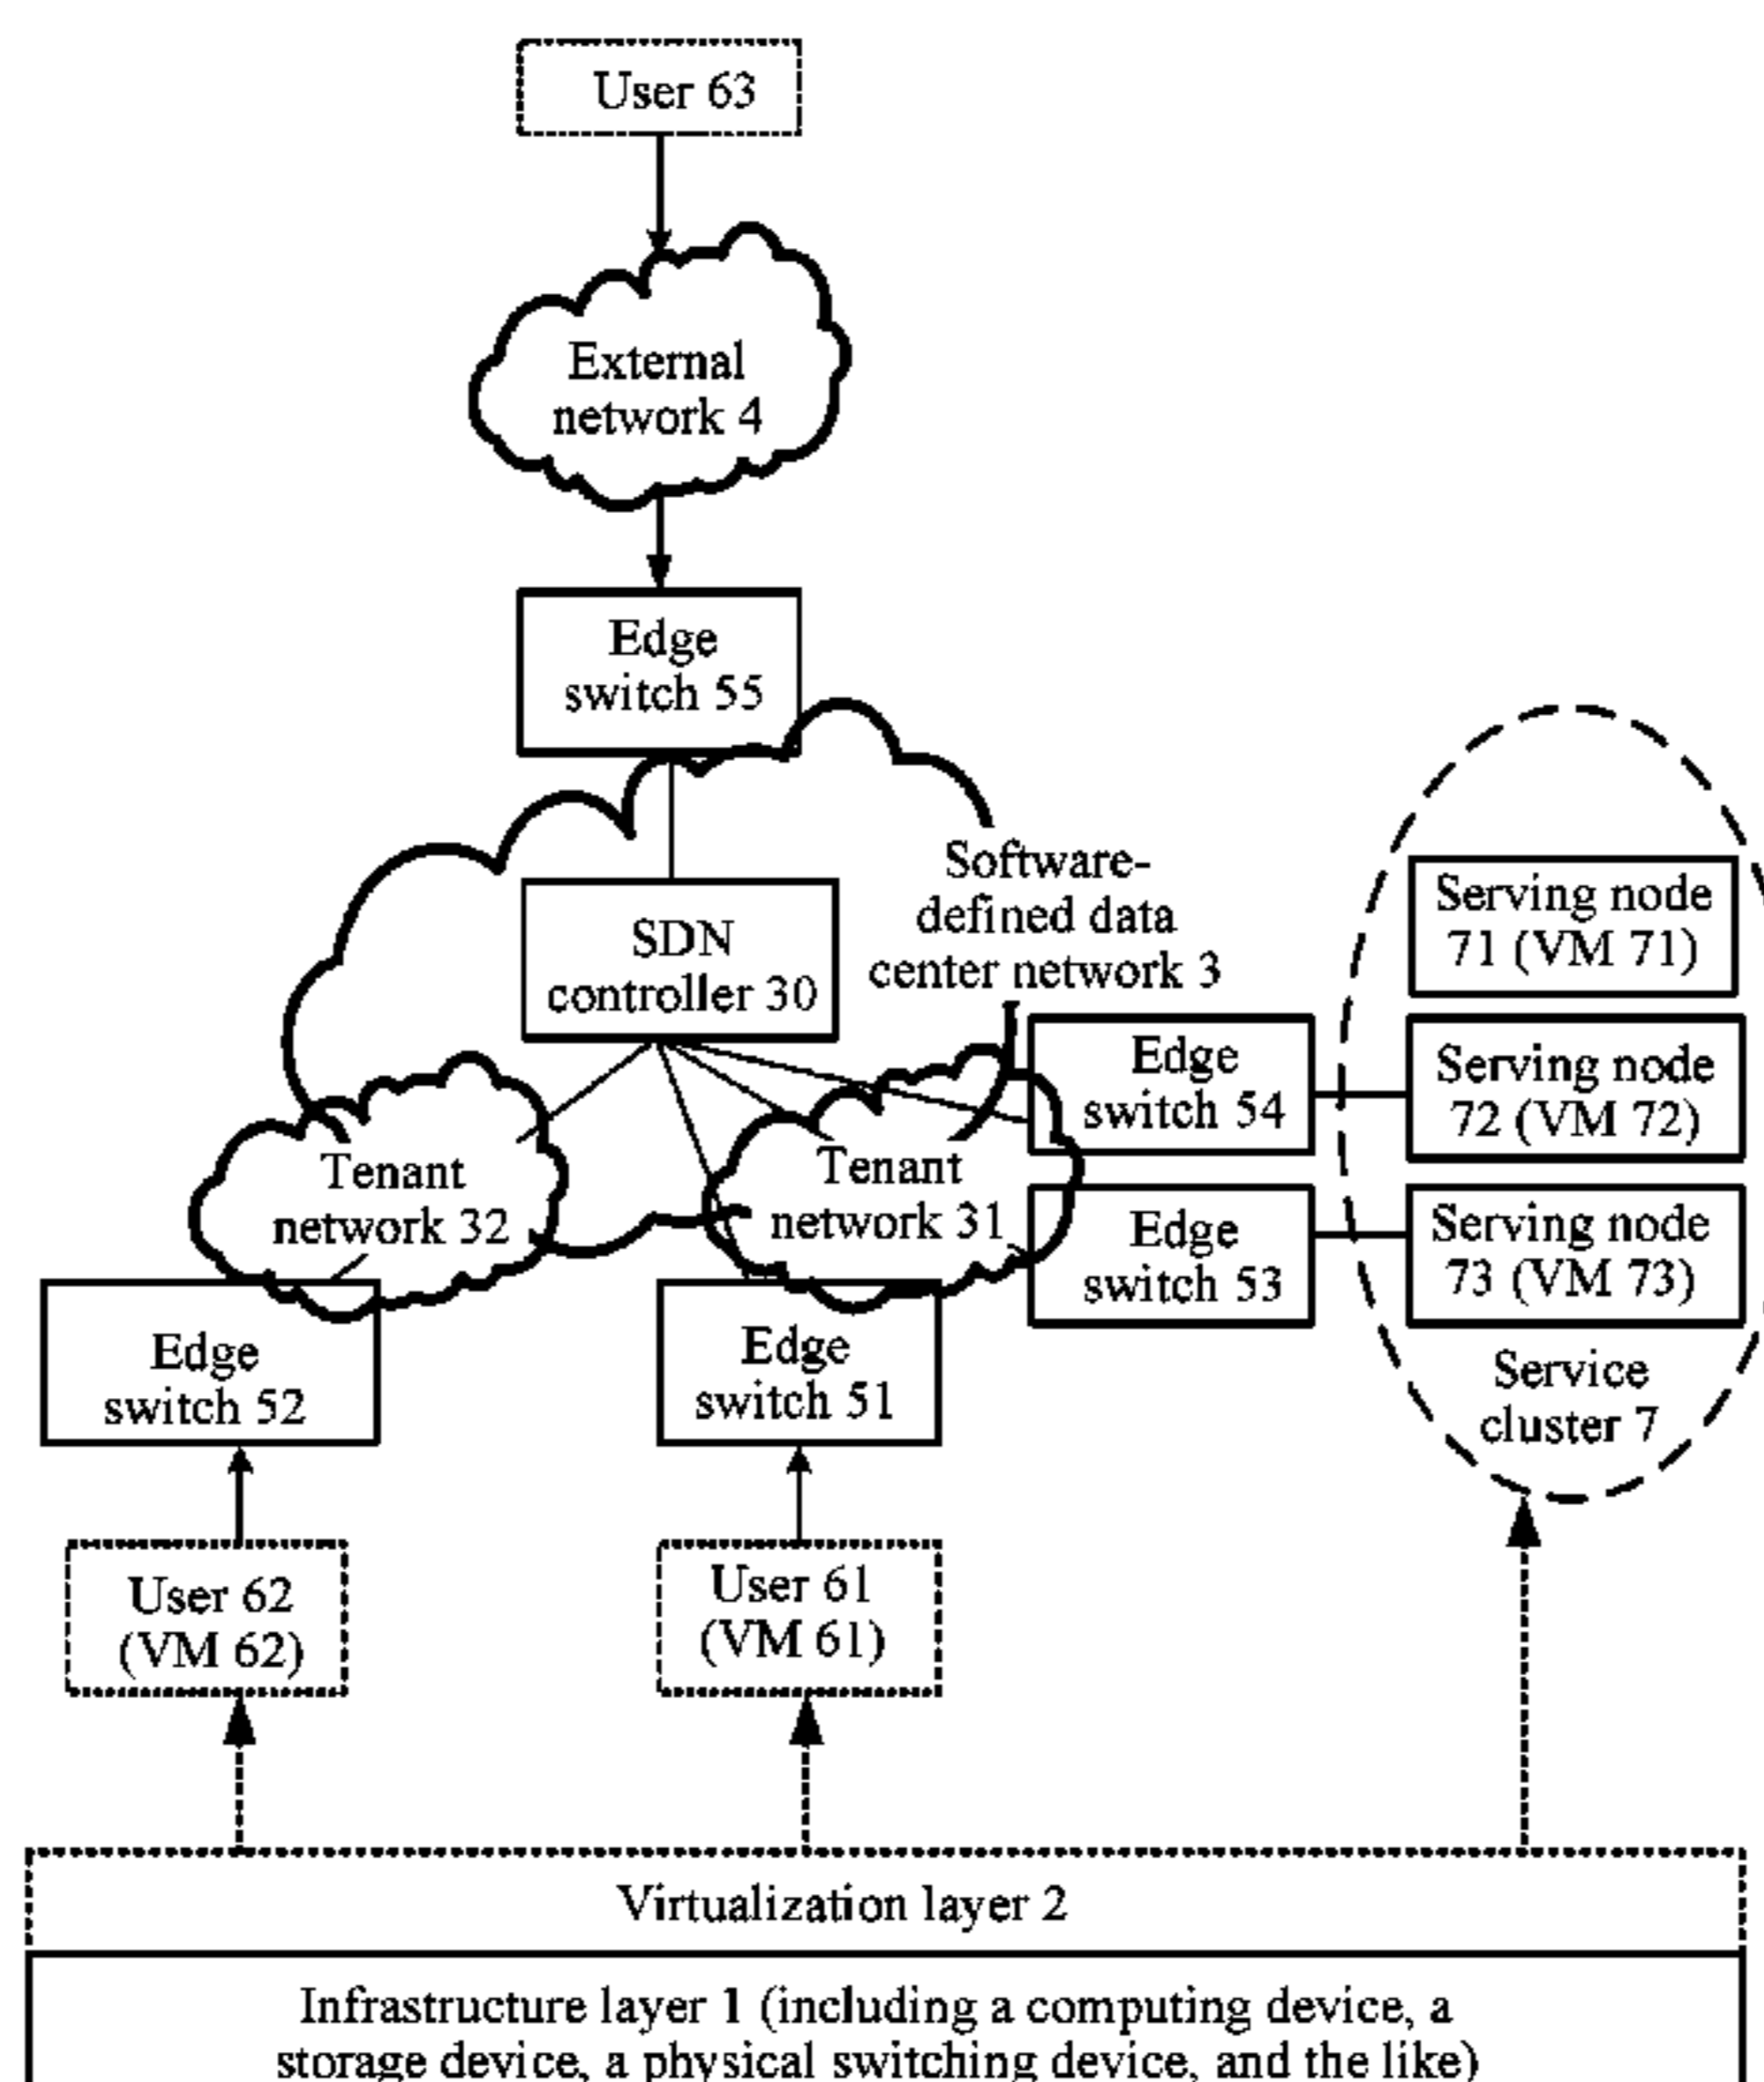 User 63
External
network 4
Edge
switch 55
Software-
defined data
center network 3
SDN
controller 30
Serving node
71 (VM 71)
Edge
switch 54
Serving node
72 (VM 72)
Tenant
network 32
Tenant
network 31
Edge
switch 53
Serving node
73 (VM 73)
Edge
switch 52
Edge
switch 51
Service
cluster 7
User 62
(VM 62)
User 61
(VM 61)
Virtualization layer 2
Infrastructure layer 1 (including a computing device, a
storage device, a physical switching device, and the like)